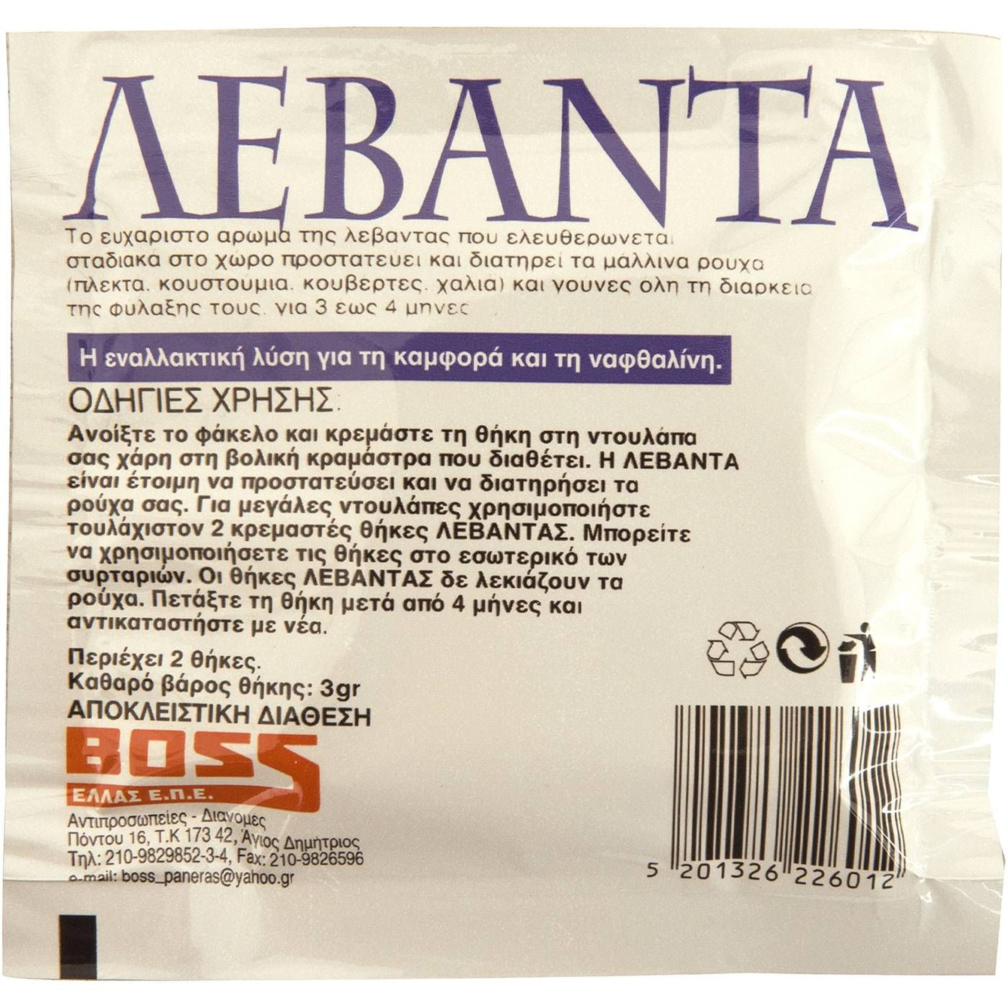 ΛΕΒΑΝΤΑ
Το ευχαριστο αρωμα της λεβαντας που ελευθερωνεται
σταδιακα στο χωρο προστατευει και διατηρει τα μαλλινα ρουχα
(πλεκτα, κουστουμια, κουβερτες, χαλια) και γουνες ολη τη διαρκεια
της φυλαξης τους, για 3 εως 4 μηνες
Η εναλλακτική λύση για τη καμφορά και τη ναφθαλίνη.
ΟΔΗΓΙΕΣ ΧΡΗΣΗΣ:
Ανοίξτε το φάκελο και κρεμάστε τη θήκη στη ντουλάπα
σας χάρη στη βολική κραμάστρα που διαθέτει. Η ΛΕΒΑΝΤΑ
είναι έτοιμη να προστατεύσει και να διατηρήσει τα
ρούχα σας. Για μεγάλες ντουλάπες χρησιμοποιήστε
τουλάχιστον 2 κρεμαστές θήκες ΛΕΒΑΝΤΑΣ. Μπορείτε
να χρησιμοποιήσετε τις θήκες στο εσωτερικό των
συρταριών. Οι θήκες ΛΕΒΑΝΤΑΣ δε λεκιάζουν τα
ρούχα. Πετάξτε τη θήκη μετά από 4 μήνες και
αντικαταστήστε με νέα.
Περιέχει 2 θήκες.
Καθαρό βάρος θήκης: 3gr
ΑΠΟΚΛΕΙΣΤΙΚΗ ΔΙΑΘΕΣΗ
BOSS
ΕΛΛΑΣ Ε.Π.Ε.
Αντιπροσωπείες - Διανομες
Πόντου 16, Τ.Κ 173 42, Άγιος Δημήτριος
Τηλ: 210-9829852-3-4, Fax: 210-9826596
e-mail: boss_paneras@yahoo.gr
5 201326 226012